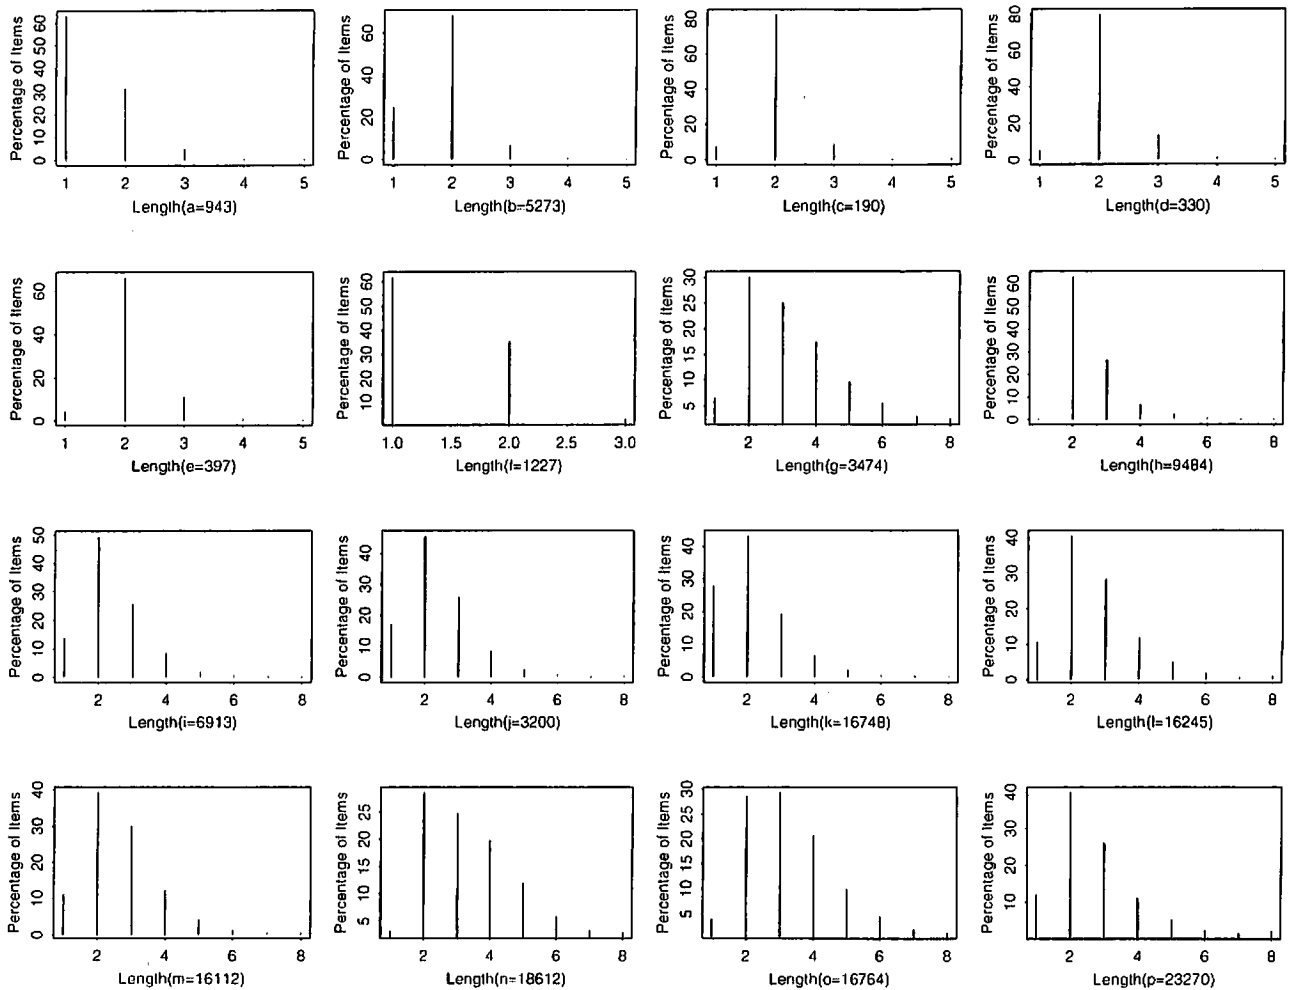 Percentage of Items
0 10 20 30 40 50 60
1 2 3 4 5
Length(a=943)
Percentage of Items
0 20 40 60
1 2 3 4 5
Length(b=5273)
Percentage of Items
0 20 40 60 80
1 2 3 4 5
Length(c=190)
Percentage of Items
0 20 40 60 80
1 2 3 4 5
Length(d=330)
Percentage of Items
0 20 40 60
1 2 3 4 5
Length(e=397)
Percentage of Items
10 20 30 40 50 60
1.0 1.5 2.0 2.5 3.0
Length(f=1227)
Percentage of Items
5 10 15 20 25 30
2 4 6 8
Length(g=3474)
Percentage of Items
0 10 20 30 40 50 60
2 4 6 8
Length(h=9484)
Percentage of Items
0 10 20 30 40 50
2 4 6 8
Length(i=6913)
Percentage of Items
0 10 20 30 40
2 4 6 8
Length(j=3200)
Percentage of Items
0 10 20 30 40
2 4 6 8
Length(k=16748)
Percentage of Items
0 10 20 30 40
2 4 6 8
Length(l=16245)
Percentage of Items
0 10 20 30 40
2 4 6 8
Length(m=16112)
Percentage of Items
5 10 15 20 25
2 4 6 8
Length(n=18612)
Percentage of Items
5 10 15 20 25 30
2 4 6 8
Length(o=16764)
Percentage of Items
10 20 30 40
2 4 6 8
Length(p=23270)